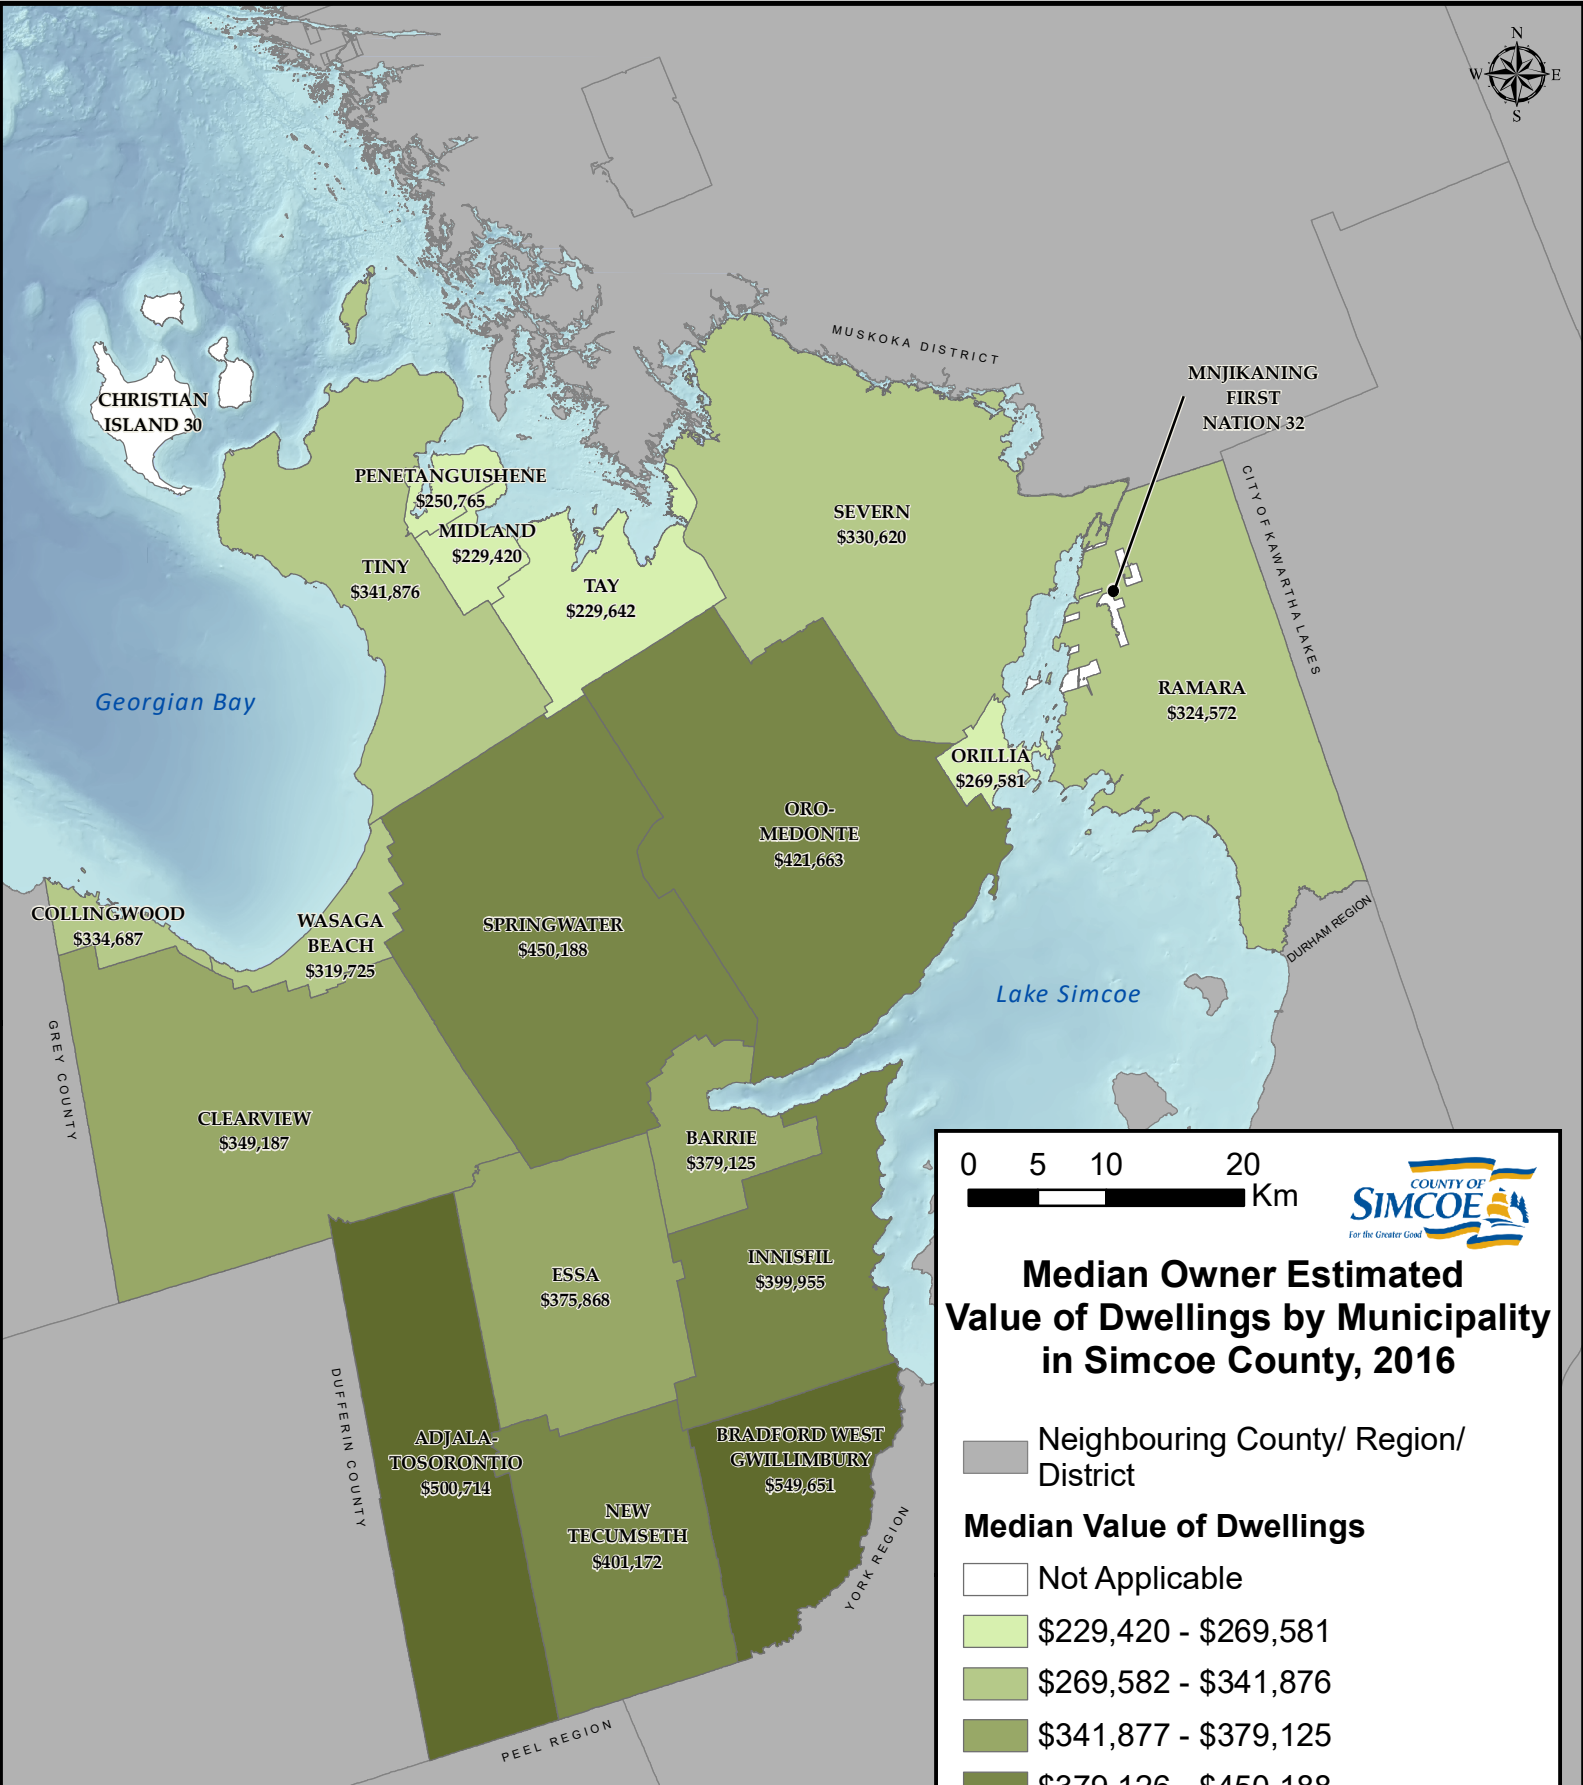 N
W
E
S
MUSKOKA DISTRICT
MNJIKANING
FIRST
NATION 32
CHRISTIAN
ISLAND 30
CITY OF KAWARTHA LAKES
PENETANGUISHENE
$250,765
MIDLAND
$229,420
SEVERN
$330,620
TINY
$341,876
TAY
$229,642
Georgian Bay
RAMARA
$324,572
ORILLIA
$269,581
ORO-
MEDONTE
$421,663
COLLINGWOOD
$334,687
WASAGA
BEACH
$319,725
SPRINGWATER
$450,188
DURHAM REGION
Lake Simcoe
GREY COUNTY
CLEARVIEW
$349,187
BARRIE
$379,125
ESSA
$375,868
INNISFIL
$399,955
DUFFERIN COUNTY
ADJALA-
TOSORONTIO
$500,714
BRADFORD WEST
GWILLIMBURY
$549,651
NEW
TECUMSETH
$401,172
YORK REGION
PEEL REGION
0 5 10 20
Km
COUNTY OF
SIMCOE
For the Greater Good
Median Owner Estimated
Value of Dwellings by Municipality
in Simcoe County, 2016
Neighbouring County/ Region/
District
Median Value of Dwellings
Not Applicable
$229,420 - $269,581
$269,582 - $341,876
$341,877 - $379,125
$379,126 - $450,188